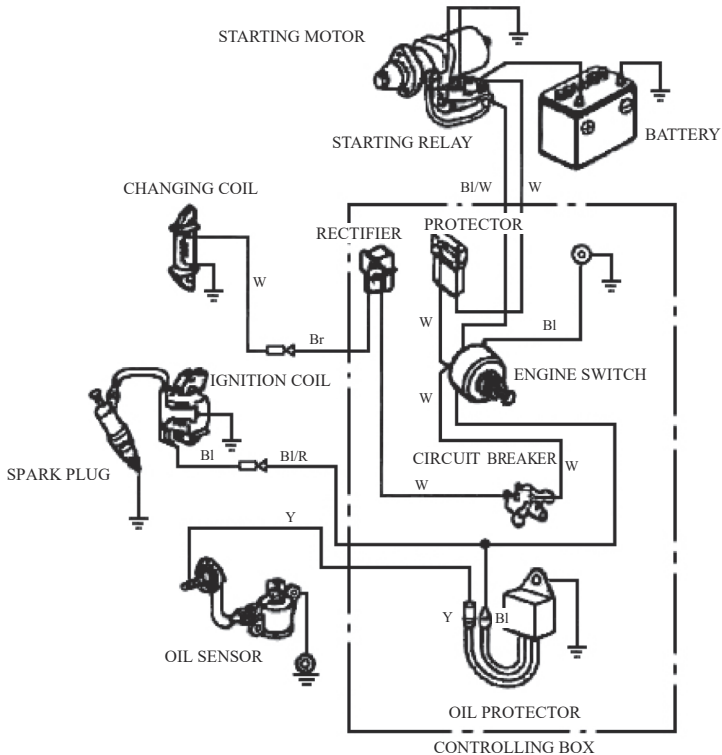 STARTING MOTOR
STARTING RELAY
BATTERY
Bl/W
W
CHANGING COIL
RECTIFIER
PROTECTOR
W
Br
W
Bl
IGNITION COIL
ENGINE SWITCH
W
Bl
Bl/R
CIRCUIT BREAKER
W
SPARK PLUG
W
Y
Y
Bl
OIL SENSOR
OIL PROTECTOR
CONTROLLING BOX